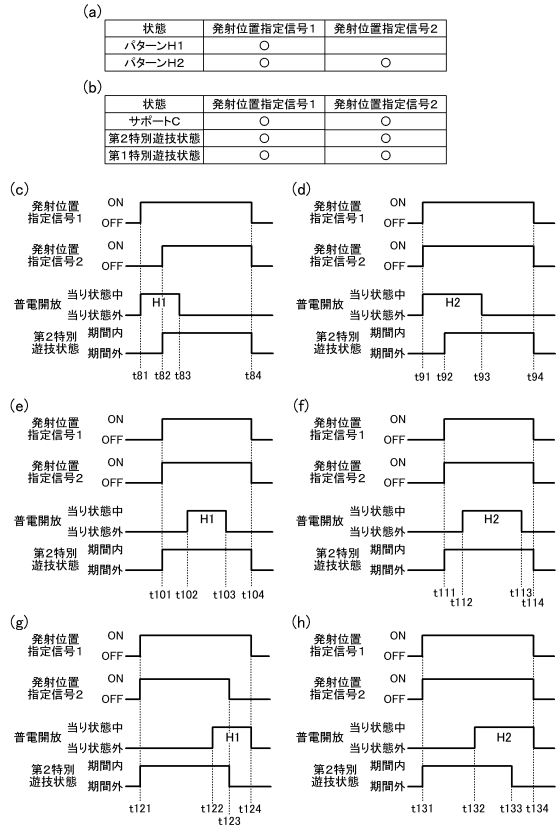 (a)
状態 発射位置指定信号1 発射位置指定信号2
パターンH1 ○
パターンH2 ○ ○
(b)
状態 発射位置指定信号1 発射位置指定信号2
サポートC ○ ○
第2特別遊技状態 ○ ○
第1特別遊技状態 ○ ○
(c)
発射位置
指定信号1
ON
OFF
発射位置
指定信号2
ON
OFF
普電開放
当り状態中
当り状態外
H1
第2特別
遊技状態
期間内
期間外
t81 t82 t83 t84
(d)
発射位置
指定信号1
ON
OFF
発射位置
指定信号2
ON
OFF
普電開放
当り状態中
当り状態外
H2
第2特別
遊技状態
期間内
期間外
t91 t92 t93 t94
(e)
発射位置
指定信号1
ON
OFF
発射位置
指定信号2
ON
OFF
普電開放
当り状態中
当り状態外
H1
第2特別
遊技状態
期間内
期間外
t101 t102 t103 t104
(f)
発射位置
指定信号1
ON
OFF
発射位置
指定信号2
ON
OFF
普電開放
当り状態中
当り状態外
H2
第2特別
遊技状態
期間内
期間外
t111 t113
t112 t114
(g)
発射位置
指定信号1
ON
OFF
発射位置
指定信号2
ON
OFF
普電開放
当り状態中
当り状態外
H1
第2特別
遊技状態
期間内
期間外
t121 t122 t124
t123
(h)
発射位置
指定信号1
ON
OFF
発射位置
指定信号2
ON
OFF
普電開放
当り状態中
当り状態外
H2
第2特別
遊技状態
期間内
期間外
t131 t132 t133 t134